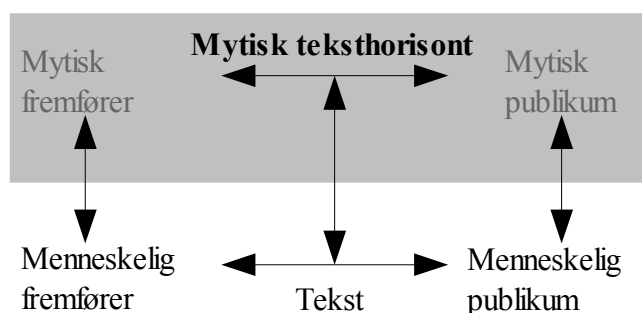 Mytisk teksthorisont
Mytisk
fremfører
Mytisk
publikum
Menneskelig
fremfører
Tekst
Menneskelig
publikum